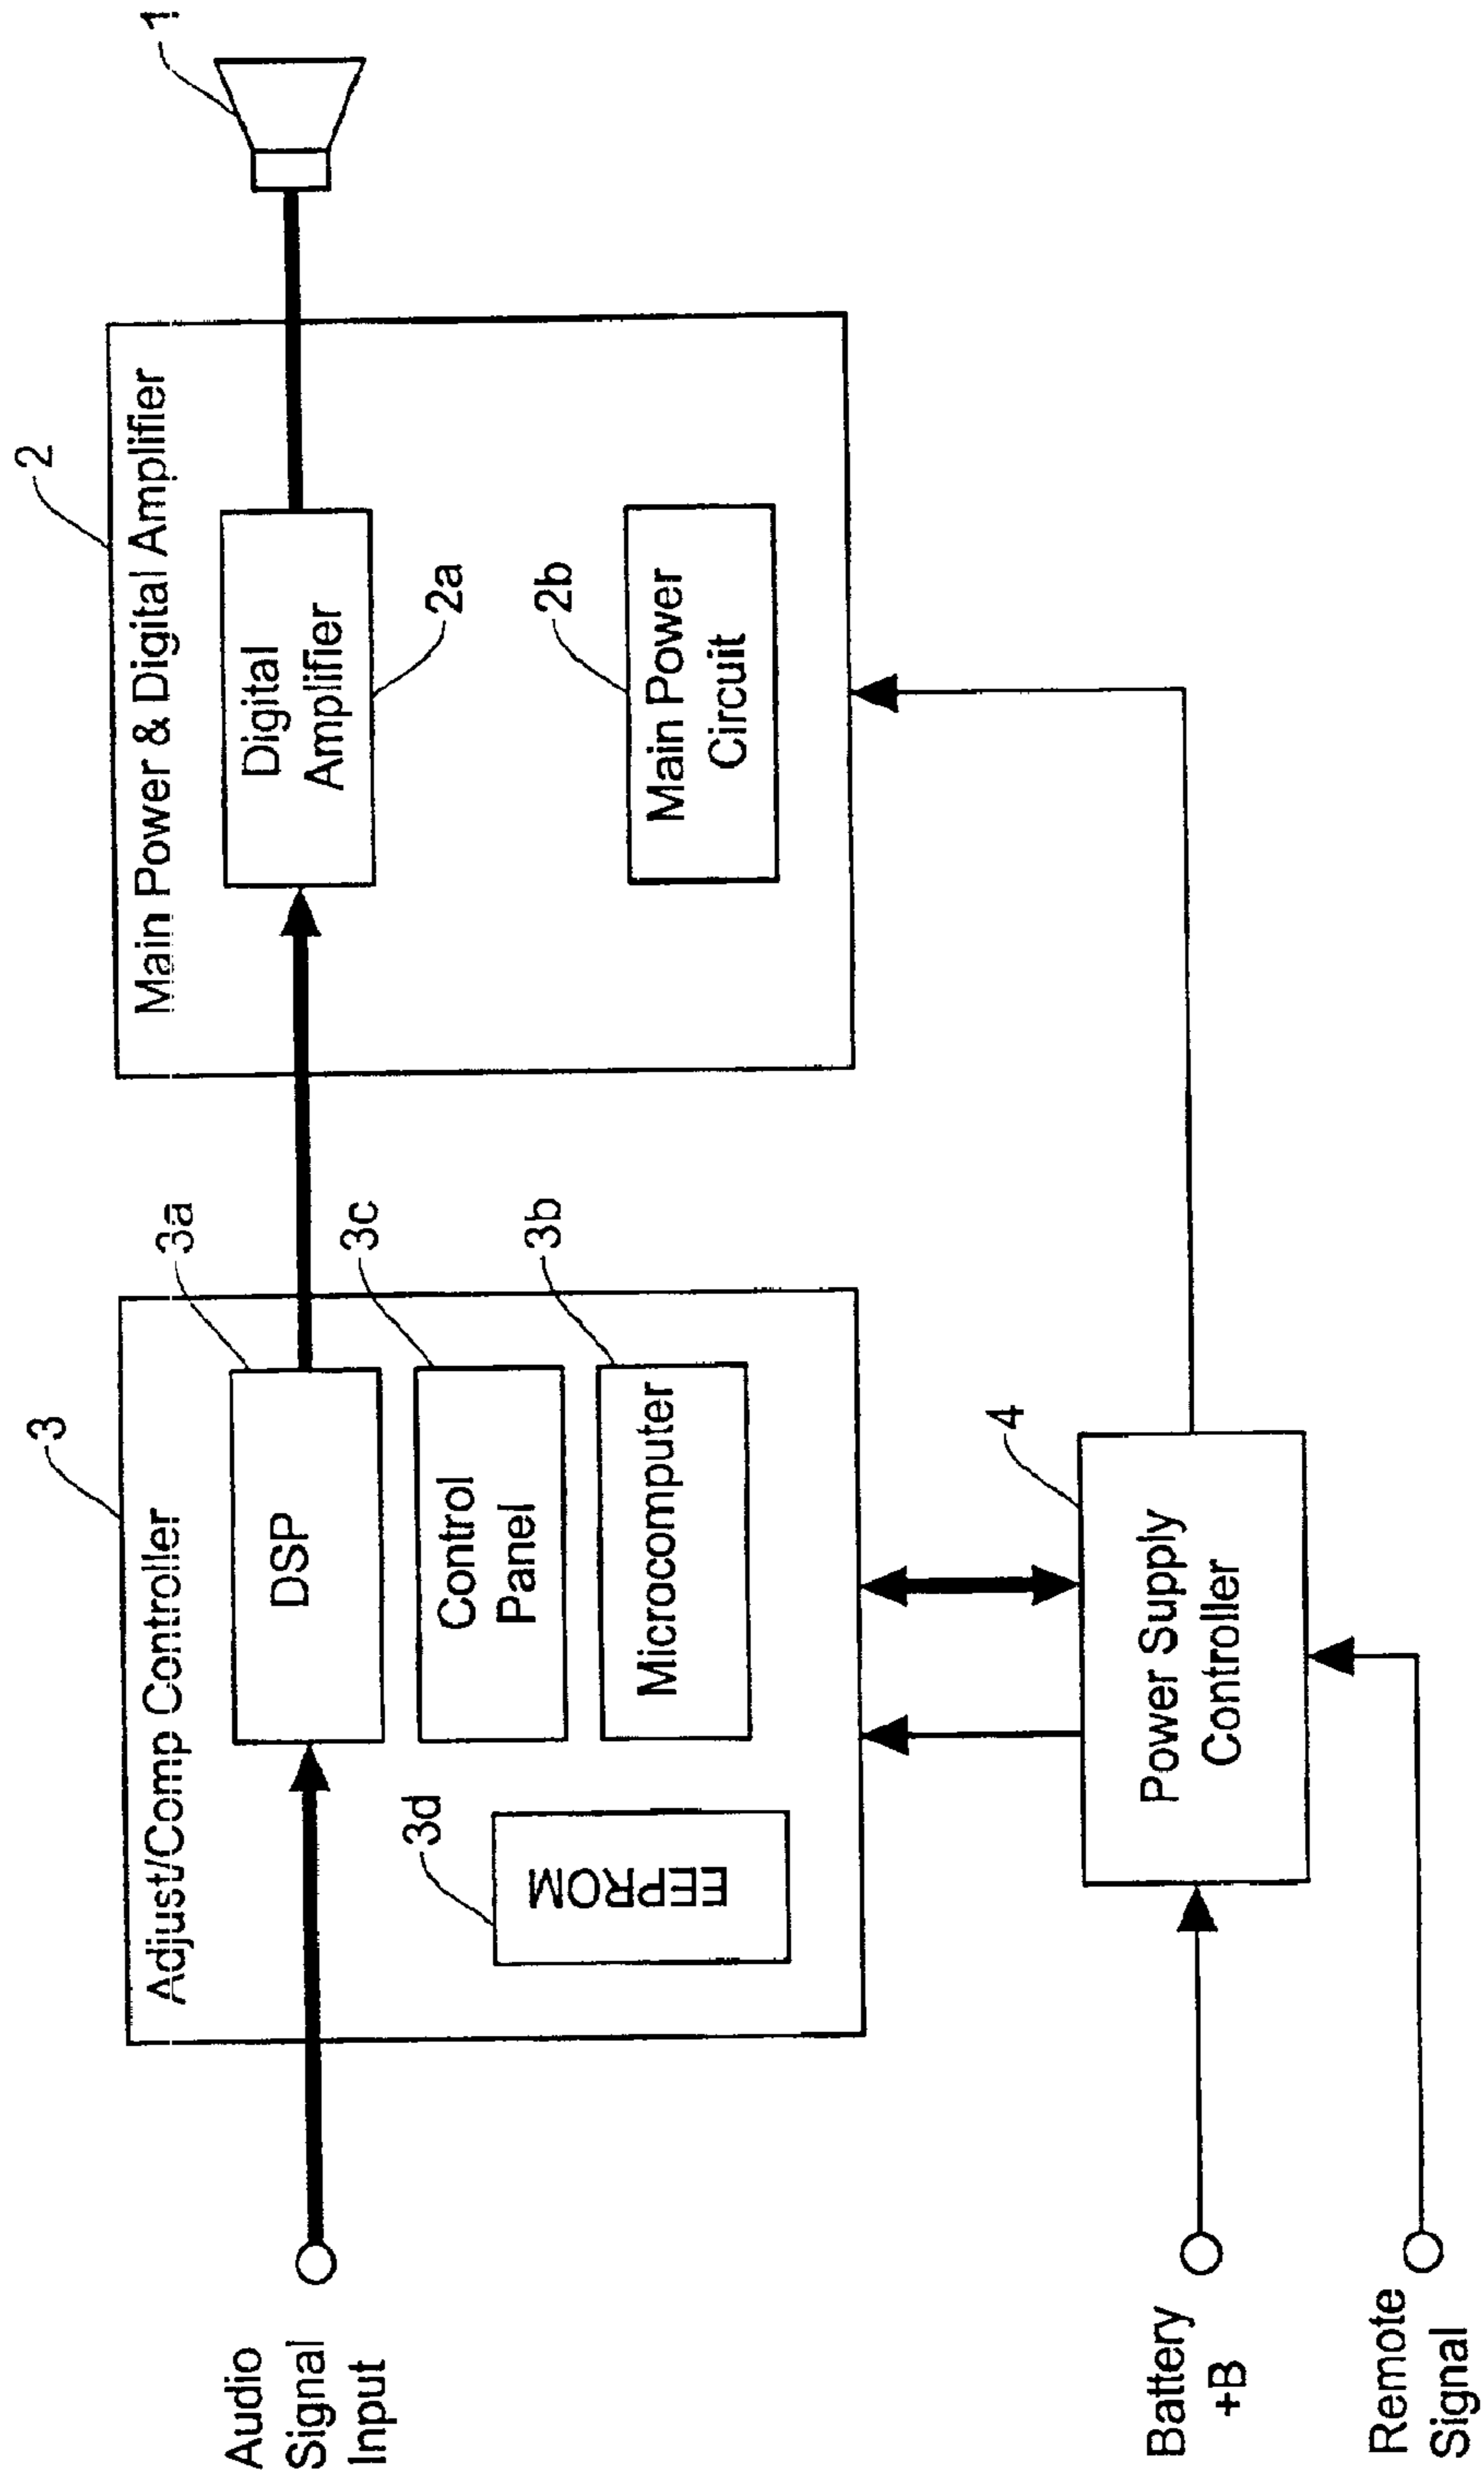 1
2
Main Power & Digital Amplifier
Digital
Amplifier
2a
2b
Main Power
Circuit
3
Adjust/Comp Controller
3a
DSP
3c
Control
Panel
3b
Microcomputer
3d
EEPROM
4
Power Supply
Controller
Audio
Signal
Input
Battery
+B
Remote
Signal